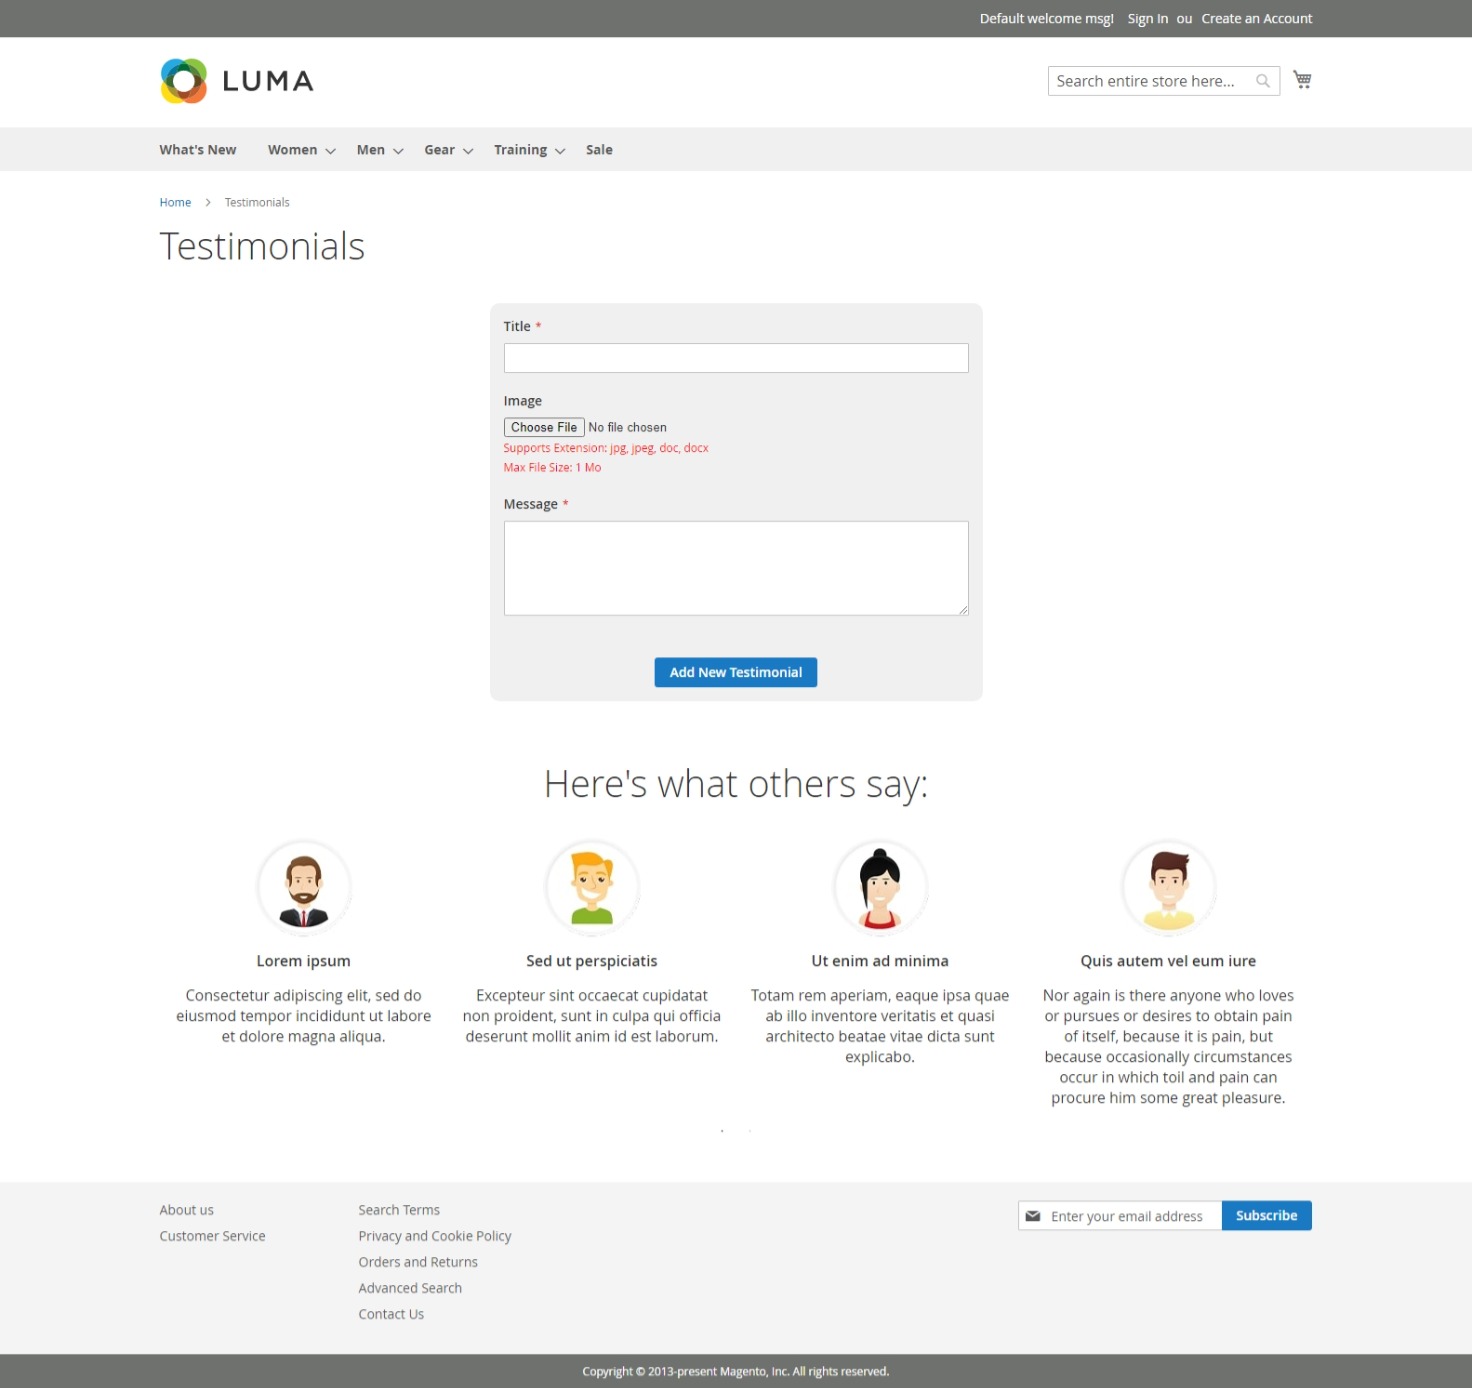 Default welcome msg! Sign In ou Create an Account
LUMA
Search entire store here...
What's New Women Men Gear Training Sale
Home > Testimonials
Testimonials
Title *
Image
Choose File No file chosen
Supports Extension: jpg, jpeg, doc, docx
Max File Size: 1 Mo
Message *
Add New Testimonial
Here's what others say:
Lorem ipsum
Consectetur adipiscing elit, sed do
eiusmod tempor incididunt ut labore
et dolore magna aliqua.
Sed ut perspiciatis
Excepteur sint occaecat cupidatat
non proident, sunt in culpa qui officia
deserunt mollit anim id est laborum.
Ut enim ad minima
Totam rem aperiam, eaque ipsa quae
ab illo inventore veritatis et quasi
architecto beatae vitae dicta sunt
explicabo.
Quis autem vel eum iure
Nor again is there anyone who loves
or pursues or desires to obtain pain
of itself, because it is pain, but
because occasionally circumstances
occur in which toil and pain can
procure him some great pleasure.
About us
Customer Service
Search Terms
Privacy and Cookie Policy
Orders and Returns
Advanced Search
Contact Us
Enter your email address Subscribe
Copyright © 2013-present Magento, Inc. All rights reserved.